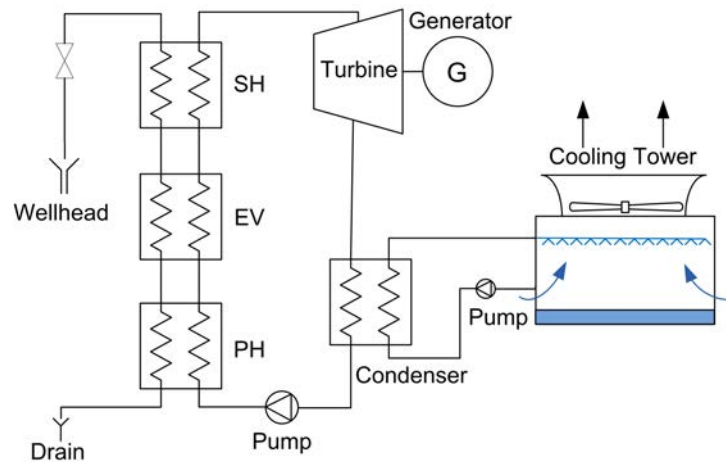 Generator
SH
Turbine
G
Cooling Tower
Wellhead
EV
PH
Pump
Condenser
Drain
Pump